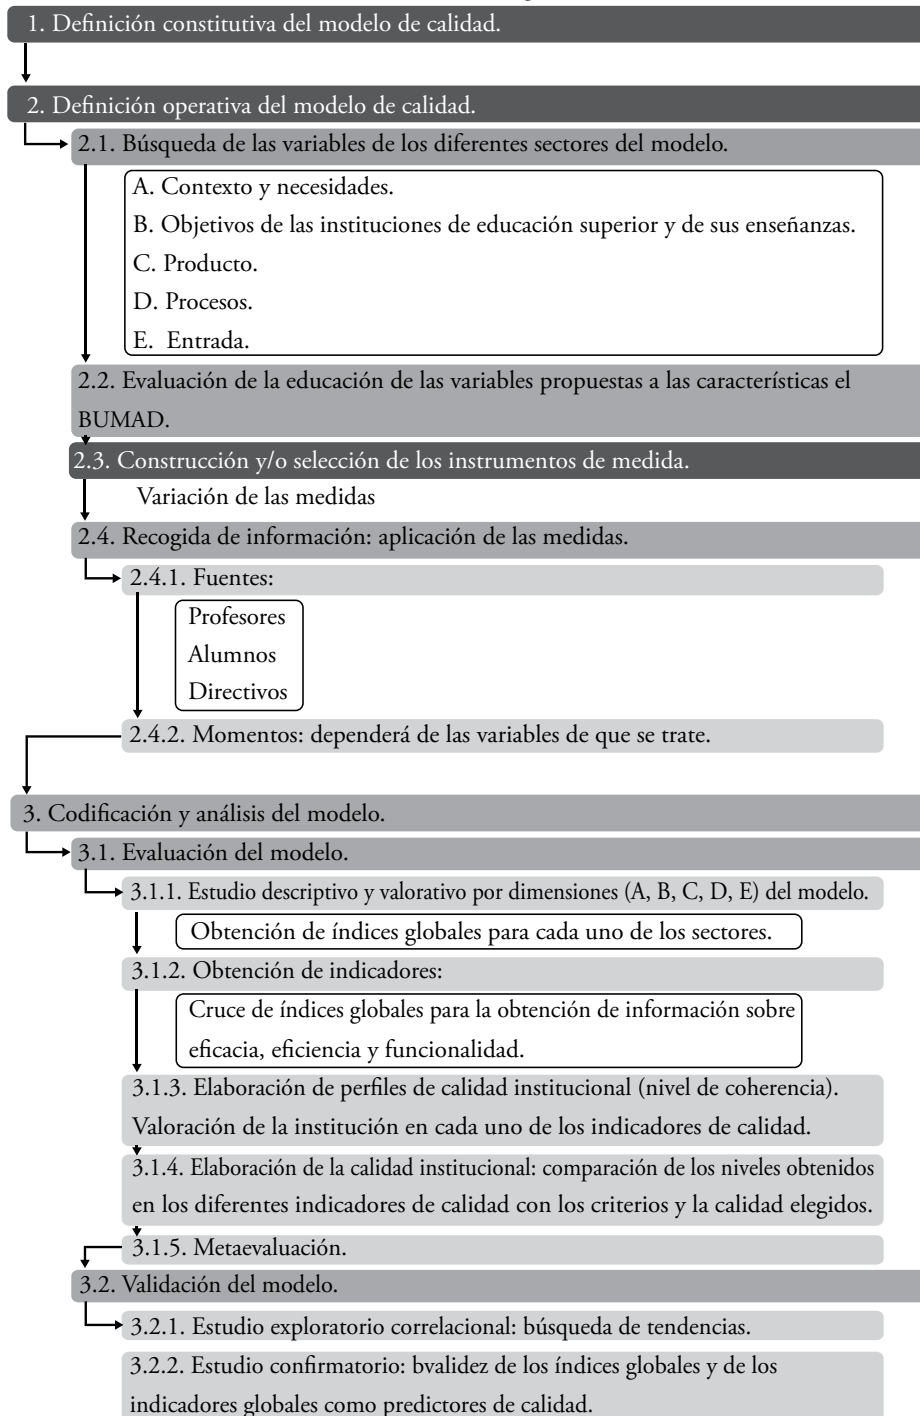 1. Definición constitutiva del modelo de calidad.
2. Definición operativa del modelo de calidad.
2.1. Búsqueda de las variables de los diferentes sectores del modelo.
A. Contexto y necesidades.
B. Objetivos de las instituciones de educación superior y de sus enseñanzas.
C. Producto.
D. Procesos.
E. Entrada.
2.2. Evaluación de la educación de las variables propuestas a las características el
BUMAD.
2.3. Construcción y/o selección de los instrumentos de medida.
Variación de las medidas
2.4. Recogida de información: aplicación de las medidas.
2.4.1. Fuentes:
Profesores
Alumnos
Directivos
2.4.2. Momentos: dependerá de las variables de que se trate.
3. Codificación y análisis del modelo.
3.1. Evaluación del modelo.
3.1.1. Estudio descriptivo y valorativo por dimensiones (A, B, C, D, E) del modelo.
Obtención de índices globales para cada uno de los sectores.
3.1.2. Obtención de indicadores:
Cruce de índices globales para la obtención de información sobre
eficacia, eficiencia y funcionalidad.
3.1.3. Elaboración de perfiles de calidad institucional (nivel de coherencia).
Valoración de la institución en cada uno de los indicadores de calidad.
3.1.4. Elaboración de la calidad institucional: comparación de los niveles obtenidos
en los diferentes indicadores de calidad con los criterios y la calidad elegidos.
3.1.5. Metaevaluación.
3.2. Validación del modelo.
3.2.1. Estudio exploratorio correlacional: búsqueda de tendencias.
3.2.2. Estudio confirmatorio: bvalidez de los índices globales y de los
indicadores globales como predictores de calidad.